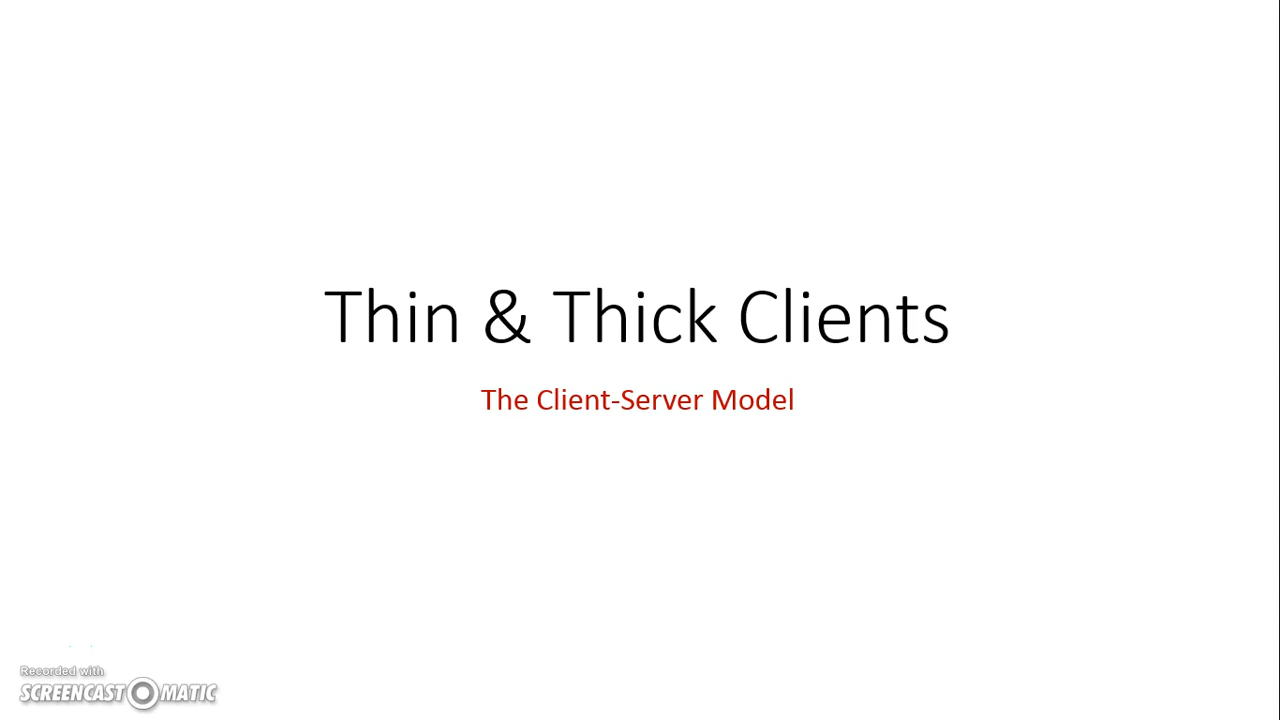 Thin & Thick Clients
The Client-Server Model
Recorded with
SCREENCAST MATIC